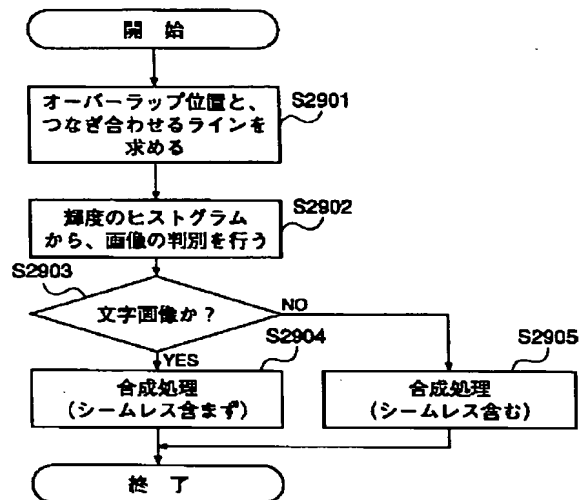 開 始
オーバーラップ位置と、
つなぎ合わせるラインを
求める
S2901
輝度のヒストグラム
から、画像の判別を行う
S2902
S2903
文字画像か？
NO
YES
S2904
合成処理
（シームレス含まず）
S2905
合成処理
（シームレス含む）
終 了